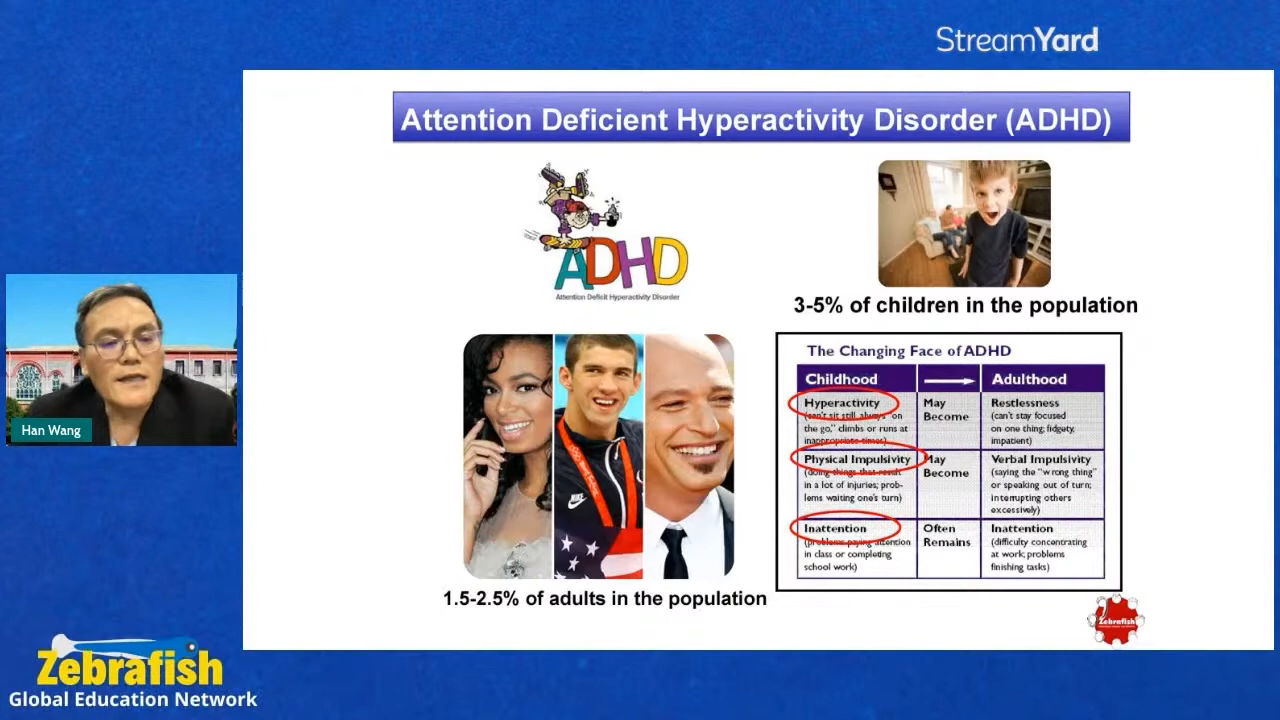 StreamYard
Attention Deficient Hyperactivity Disorder (ADHD)
ADHD
Attention Deficit Hyperactivity Disorder
3-5% of children in the population
The Changing Face of ADHD
Childhood
Adulthood
Hyperactivity
(can't sit still, always "on
the go," climbs or runs at
inappropriate times)
May
Become
Restlessness
(can't stay focused
on one thing; fidgety,
impatient)
Physical Impulsivity
(doing things that result
in a lot of injuries; prob-
lems waiting one's turn)
May
Become
Verbal Impulsivity
(saying the "wrong thing"
or speaking out of turn;
interrupting others
excessively)
Inattention
(problems paying attention
in class or completing
school work)
Often
Remains
Inattention
(difficulty concentrating
at work; problems
finishing tasks)
1.5-2.5% of adults in the population
Han Wang
Zebrafish
Zebrafish
Global Education Network